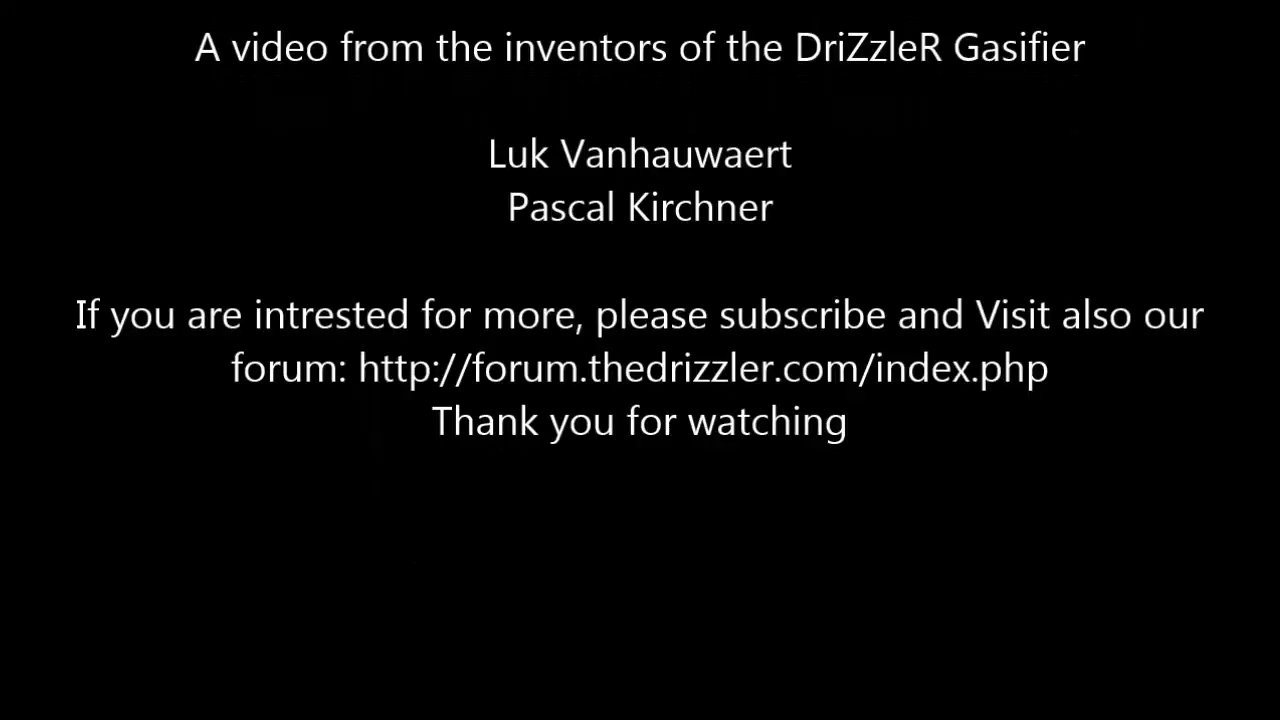 A video from the inventors of the DriZzleR Gasifier
Luk Vanhauwaert
Pascal Kirchner
If you are intrested for more, please subscribe and Visit also our
forum: http://forum.thedrizzler.com/index.php
Thank you for watching